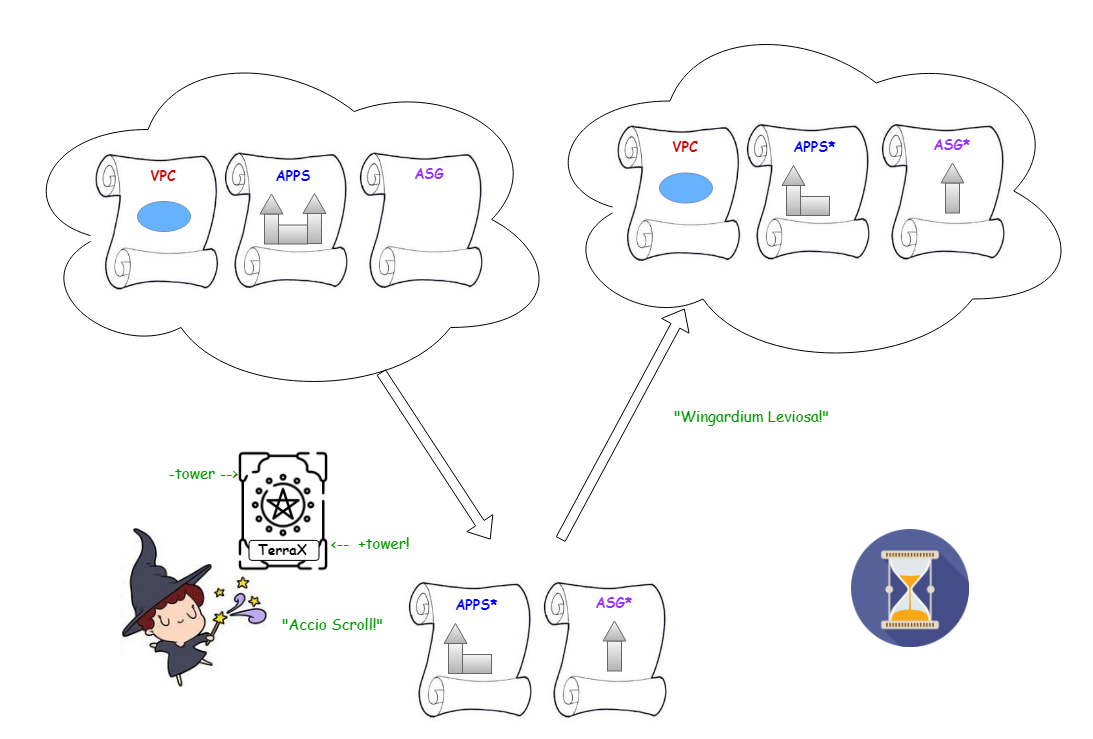 VPC
APPS
ASG
VPC
APPS*
ASG*
"Wingardium Leviosa!"
-tower -->
TerraX
<-- +tower!
"Accio Scroll!"
APPS*
ASG*